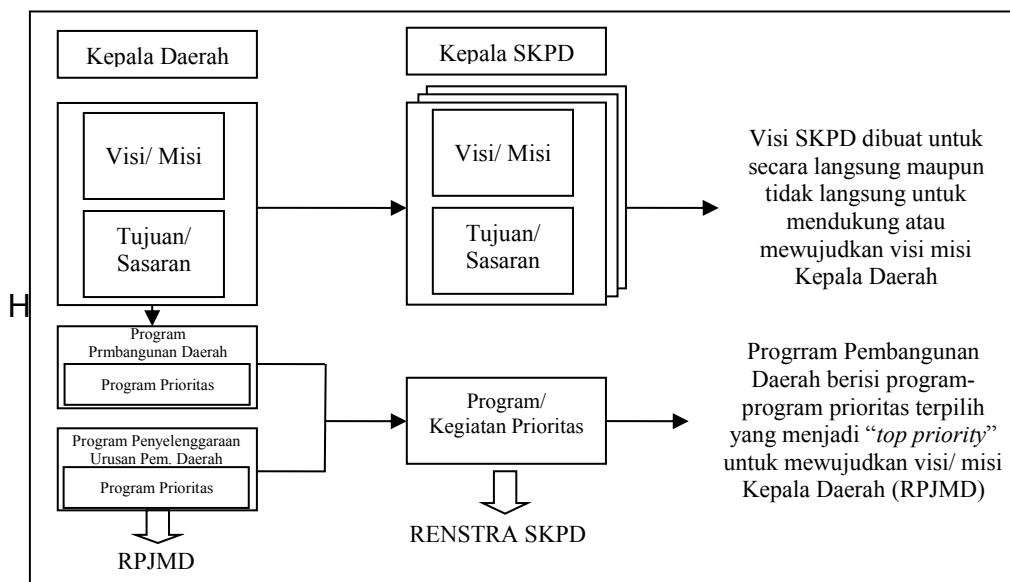 Kepala Daerah
Kepala SKPD
Visi/ Misi
Tujuan/
Sasaran
Visi/ Misi
Tujuan/
Sasaran
Visi SKPD dibuat untuk
secara langsung maupun
tidak langsung untuk
mendukung atau
mewujudkan visi misi
Kepala Daerah
H
Program
Prmbangunan Daerah
Program Prioritas
Program Penyelenggaraan
Urusan Pem. Daerah
Program Prioritas
RPJMD
Program/
Kegiatan Prioritas
RENSTRA SKPD
Progrram Pembangunan
Daerah berisi program-
program prioritas terpilih
yang menjadi “top priority”
untuk mewujudkan visi/ misi
Kepala Daerah (RPJMD)